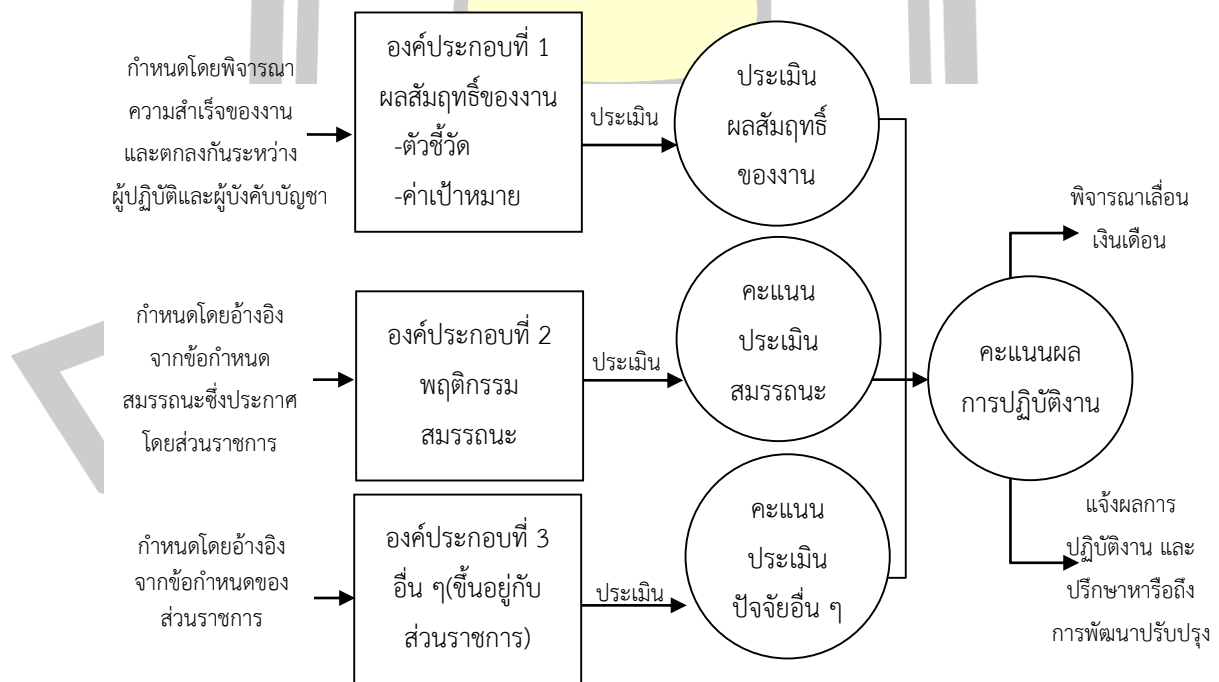 กำหนดโดยพิจารณา
ความสำเร็จของงาน
และตกลงกันระหว่าง
ผู้ปฏิบัติและผู้บังคับบัญชา
องค์ประกอบที่ 1
ผลสัมฤทธิ์ของงาน
-ตัวชี้วัด
-ค่าเป้าหมาย
ประเมิน
ประเมิน
ผลสัมฤทธิ์
ของงาน
กำหนดโดยอ้างอิง
จากข้อกำหนด
สมรรถนะซึ่งประกาศ
โดยส่วนราชการ
องค์ประกอบที่ 2
พฤติกรรม
สมรรถนะ
ประเมิน
คะแนน
ประเมิน
สมรรถนะ
กำหนดโดยอ้างอิง
จากข้อกำหนดของ
ส่วนราชการ
องค์ประกอบที่ 3
อื่น ๆ(ขึ้นอยู่กับ
ส่วนราชการ)
ประเมิน
คะแนน
ประเมิน
ปัจจัยอื่น ๆ
คะแนนผล
การปฏิบัติงาน
พิจารณาเลื่อน
เงินเดือน
แจ้งผลการ
ปฏิบัติงาน และ
ปรึกษาหารือถึง
การพัฒนาปรับปรุง